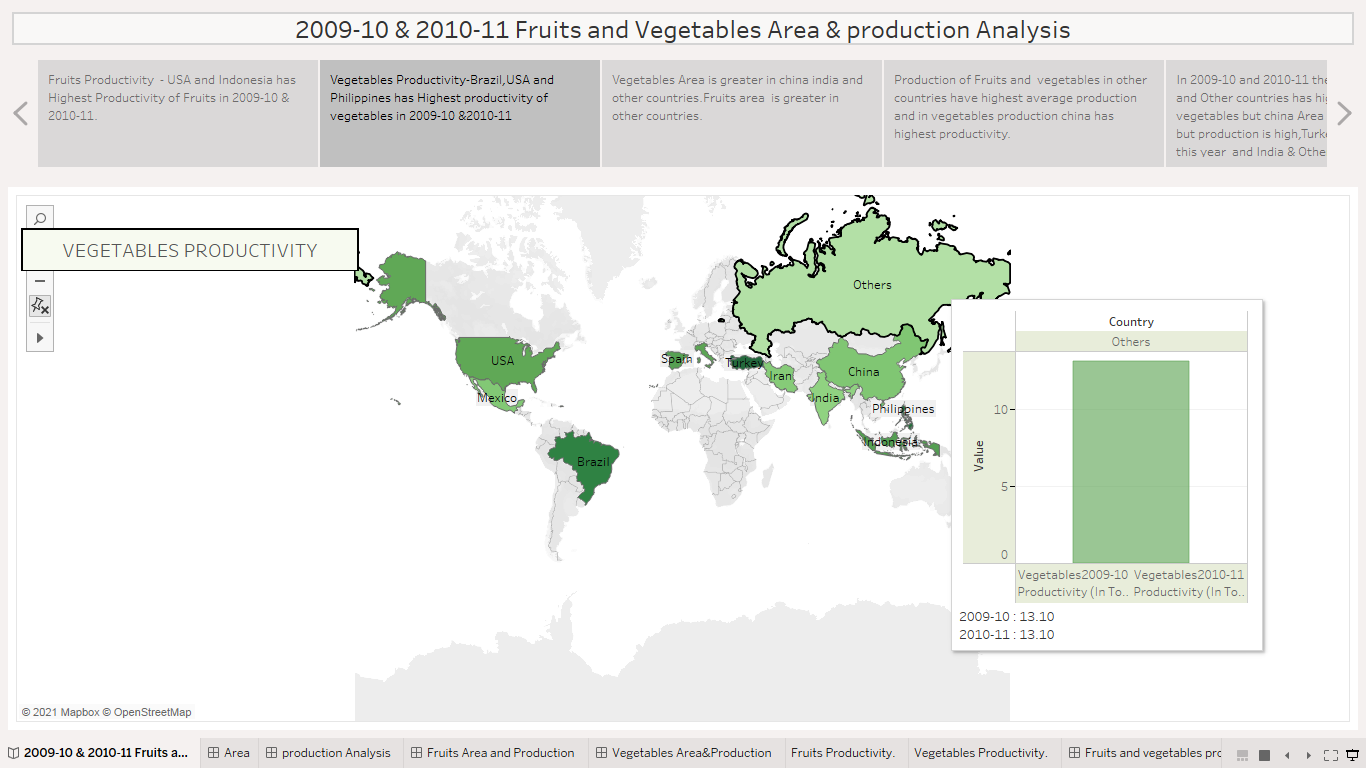 2009-10 & 2010-11 Fruits and Vegetables Area & production Analysis
Fruits Productivity - USA and Indonesia has
Highest Productivity of Fruits in 2009-10 &
2010-11.
Vegetables Productivity-Brazil,USA and
Philippines has Highest productivity of
vegetables in 2009-10 &2010-11
Vegetables Area is greater in china india and
other countries.Fruits area is greater in
other countries.
Production of Fruits and vegetables in other
countries have highest average production
and in vegetables production china has
highest productivity.
In 2009-10 and 2010-11 the
and Other countries has
vegetables but china Area
but production is high,Turke
this year and India & Othe
VEGETABLES PRODUCTIVITY
Others
USA
Spain
Turkey
Iran
China
Mexico
India
Philippines
Indonesia
Brazil
Country
Others
Value
10
5
0
Vegetables2009-10
Productivity (In To..
Vegetables2010-11
Productivity (In To..
2009-10 : 13.10
2010-11 : 13.10
© 2021 Mapbox © OpenStreetMap
2009-10 & 2010-11 Fruits a...
Area
production Analysis
Fruits Area and Production
Vegetables Area&Production
Fruits Productivity.
Vegetables Productivity.
Fruits and vegetables pro